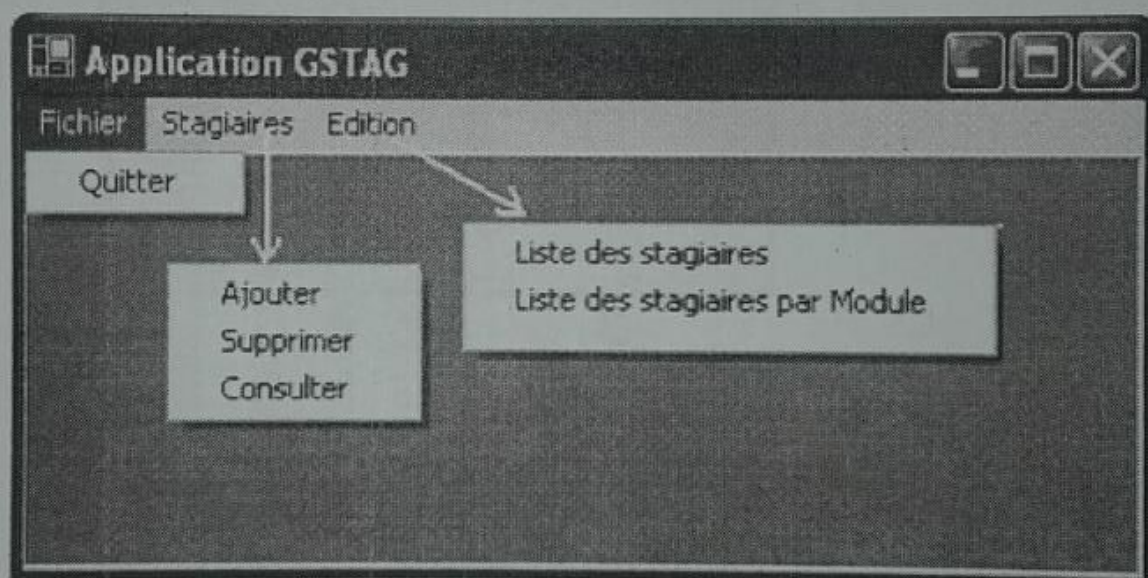 Application GSTAG
Fichier Stagiaires Edition
Quitter
Ajouter
Supprimer
Consulter
Liste des stagiaires
Liste des stagiaires par Module